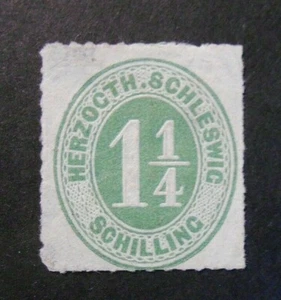 HERZOGTH. SCHLESWIG
1 1/4
SCHILLING